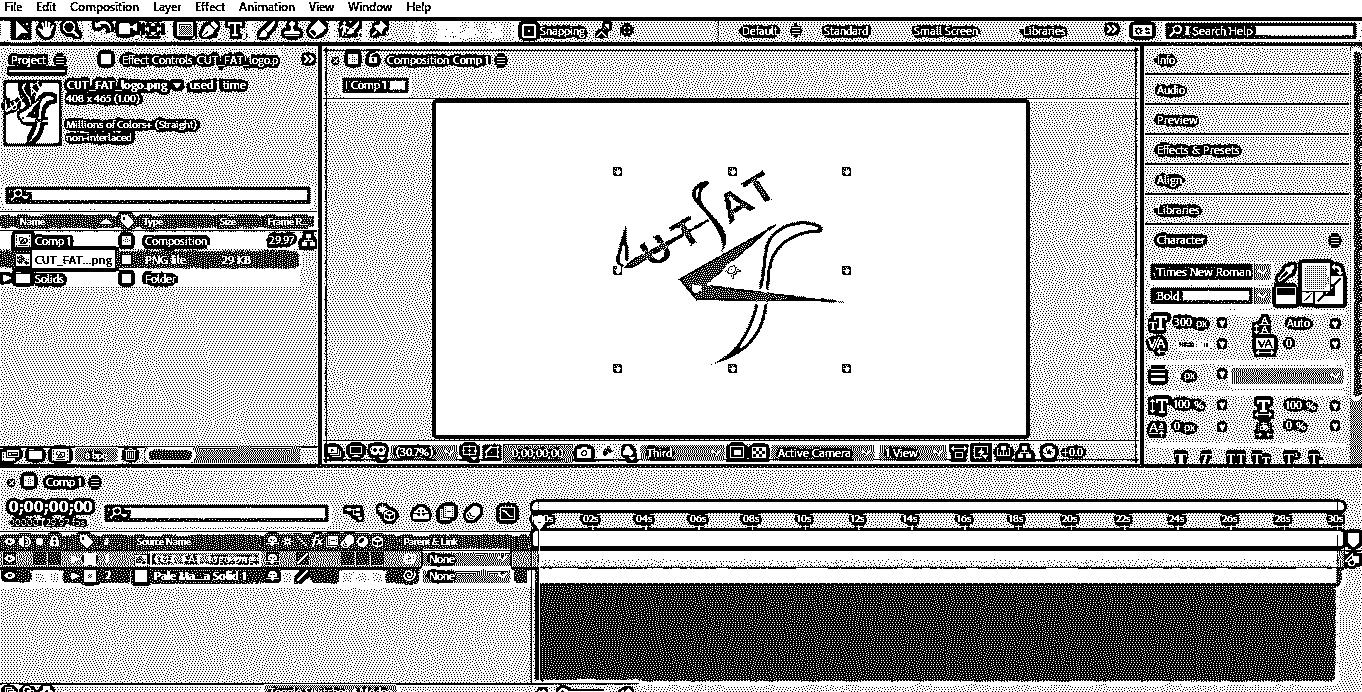 File Edit Composition Layer Effect Animation View Window Help
Snapping Default Standard Small Screen Libraries Search Help
Project Effect Controls CUT_FAT_logo.p
Composition Comp 1
Info
CUT_FAT_logo.png used 1 time
408 x 465 (1.00)
Comp 1
Audio
Millions of Colors+ (Straight)
non-interlaced
Preview
Effects & Presets
Align
CUT FAT
Libraries
Name Type Size Frame R...
Comp 1 Composition 29.97
Character
CUT_FAT...png PNG file 29 KB
Solids Folder
Times New Roman
Bold
300 px Auto
0
px
100 % 100 %
0 px 0 %
(30.7%) 0;00;00;00 Third Active Camera 1 View +0.0
Comp 1
0;00;00;00
02s 04s 06s 08s 10s 12s 14s 16s 18s 20s 22s 24s 26s 28s 30s
# Source Name Parent & Link
None
2 Solid 1 None